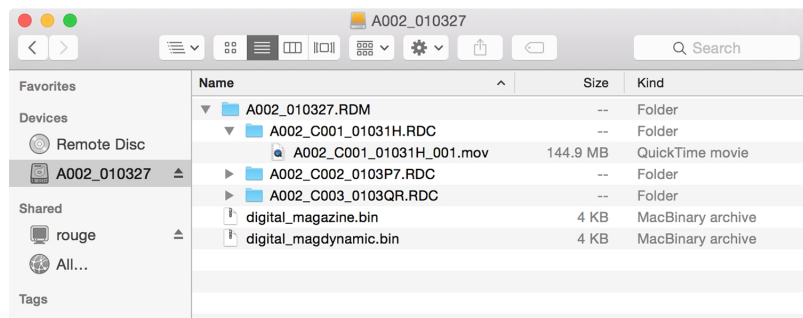 A002_010327
Search
Favorites
Devices
Remote Disc
A002_010327
Shared
rouge
All...
Tags
Name Size Kind
A002_010327.RDM -- Folder
A002_C001_01031H.RDC -- Folder
A002_C001_01031H_001.mov 144.9 MB QuickTime movie
A002_C002_0103P7.RDC -- Folder
A002_C003_0103QR.RDC -- Folder
digital_magazine.bin 4 KB MacBinary archive
digital_magdynamic.bin 4 KB MacBinary archive